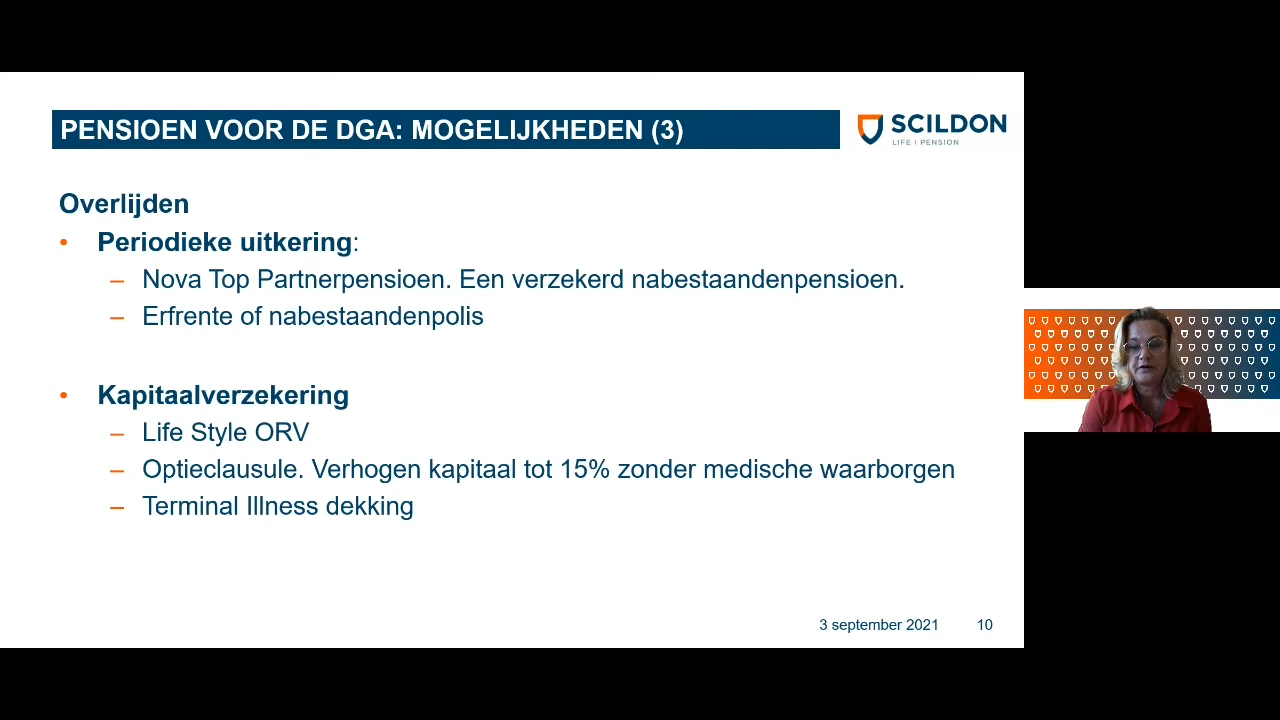 PENSIOEN VOOR DE DGA: MOGELIJKHEDEN (3)
SCILDON
LIFE | PENSION
Overlijden
• Periodieke uitkering:
– Nova Top Partnerpensioen. Een verzekerd nabestaandenpensioen.
– Erfrente of nabestaandenpolis
• Kapitaalverzekering
– Life Style ORV
– Optieclausule. Verhogen kapitaal tot 15% zonder medische waarborgen
– Terminal Illness dekking
3 september 2021 10